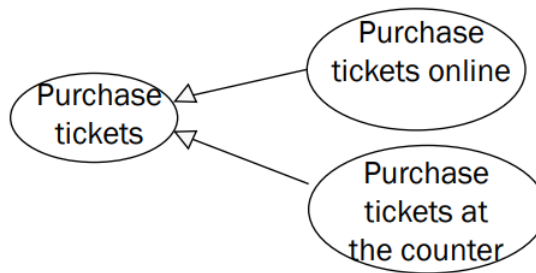 Purchase
tickets
Purchase
tickets online
Purchase
tickets at
the counter